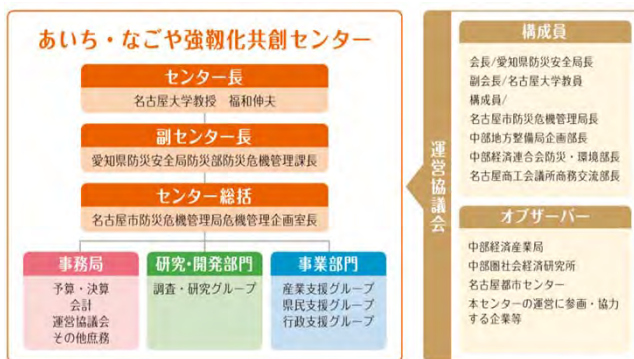 あいち・なごや強靱化共創センター
センター長
名古屋大学教授　福和伸夫
副センター長
愛知県防災安全局防災部防災危機管理課長
センター総括
名古屋市防災危機管理局危機管理企画室長
事務局
予算・決算
会計
運営協議会
その他庶務
研究・開発部門
調査・研究グループ
事業部門
産業支援グループ
県民支援グループ
行政支援グループ
運営協議会
構成員
会長/愛知県防災安全局長
副会長/名古屋大学教員
構成員/
名古屋市防災危機管理局長
中部地方整備局企画部長
中部経済連合会防災・環境部長
名古屋商工会議所商務交流部長
オブザーバー
中部経済産業局
中部圏社会経済研究所
名古屋都市センター
本センターの運営に参画・協力
する企業等